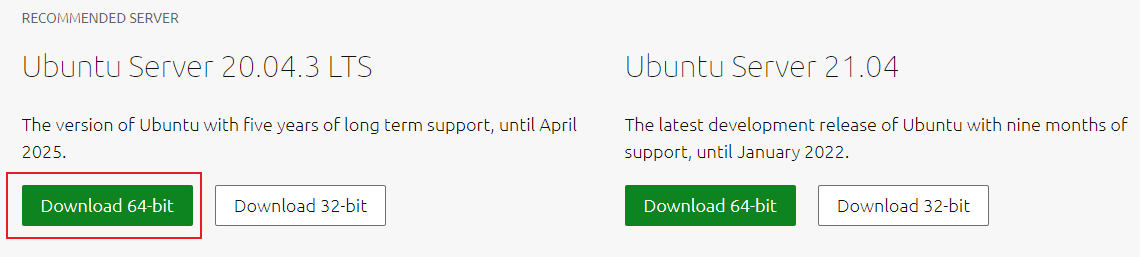 RECOMMENDED SERVER
Ubuntu Server 20.04.3 LTS
The version of Ubuntu with five years of long term support, until April
2025.
Download 64-bit
Download 32-bit
Ubuntu Server 21.04
The latest development release of Ubuntu with nine months of
support, until January 2022.
Download 64-bit
Download 32-bit